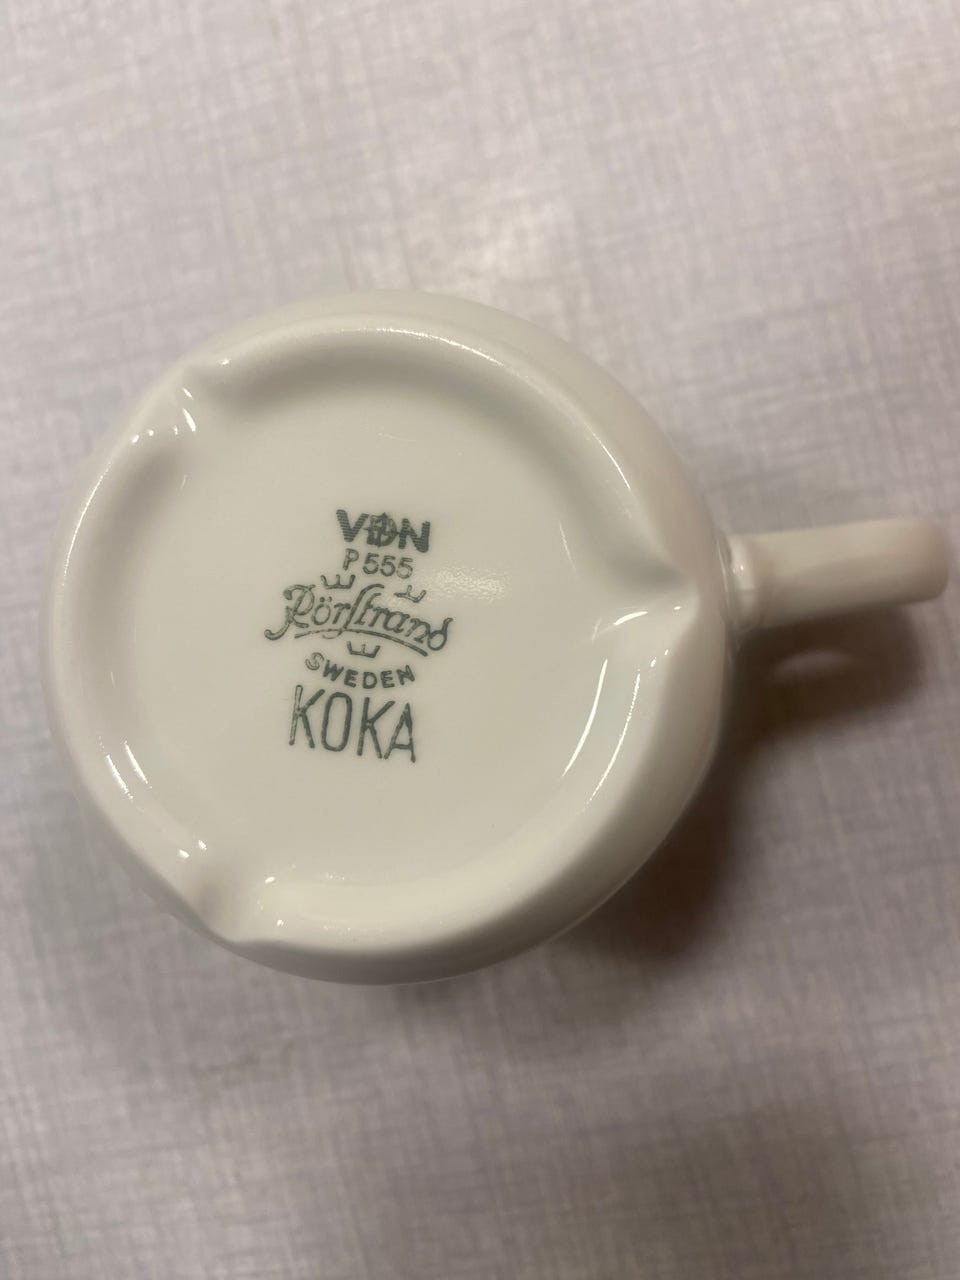 VDN
P 555
Rörstrand
SWEDEN
KOKA